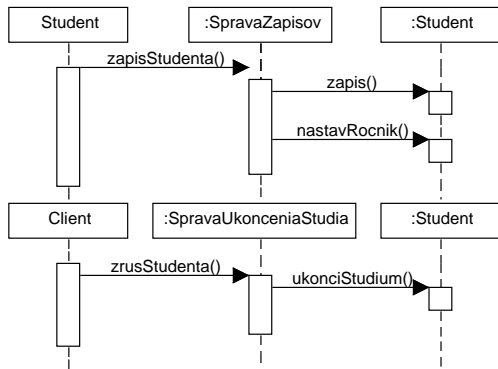 Student
:SpravaZapisov
:Student
zapisStudenta()
zapis()
nastavRocnik()
Client
:SpravaUkonceniaStudia
:Student
zrusStudenta()
ukonciStudium()